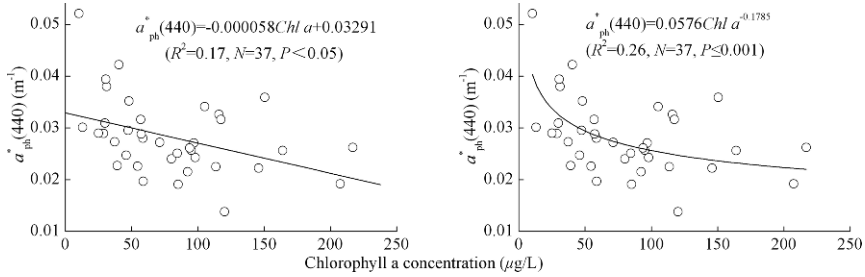 a*ph(440)=-0.000058Chl a+0.03291
(R²=0.17, N=37, P＜0.05)
a*ph(440) (m⁻¹)
0.05
0.04
0.03
0.02
0.01
0 50 100 150 200 250
a*ph(440)=0.0576Chl a⁻⁰·¹⁷⁸⁵
(R²=0.26, N=37, P≤0.001)
a*ph(440) (m⁻¹)
0.05
0.04
0.03
0.02
0.01
0 50 100 150 200 250
Chlorophyll a concentration (μg/L)